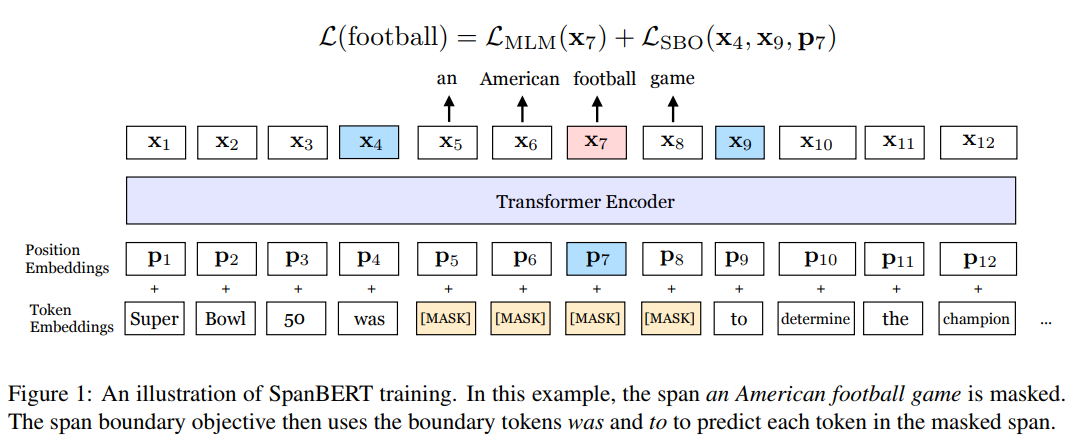 ℒ(football) = ℒ_MLM(x₇) + ℒ_SBO(x₄, x₉, p₇)
an American football game
x₁ x₂ x₃ x₄ x₅ x₆ x₇ x₈ x₉ x₁₀ x₁₁ x₁₂
Transformer Encoder
Position Embeddings p₁ p₂ p₃ p₄ p₅ p₆ p₇ p₈ p₉ p₁₀ p₁₁ p₁₂
+ + + + + + + + + + + +
Token Embeddings Super Bowl 50 was [MASK] [MASK] [MASK] [MASK] to determine the champion ...
Figure 1: An illustration of SpanBERT training. In this example, the span an American football game is masked.
The span boundary objective then uses the boundary tokens was and to to predict each token in the masked span.